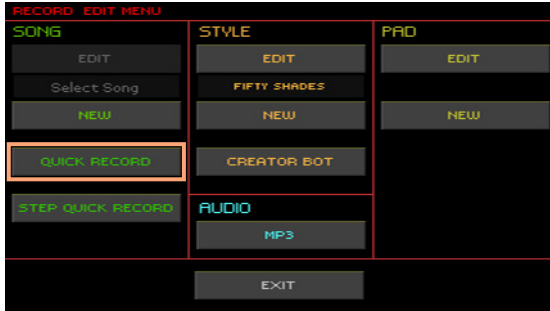 RECORD EDIT MENU
SONG
EDIT
Select Song
NEW
QUICK RECORD
STEP QUICK RECORD
STYLE
EDIT
FIFTY SHADES
NEW
CREATOR BOT
AUDIO
MP3
PAD
EDIT
NEW
EXIT